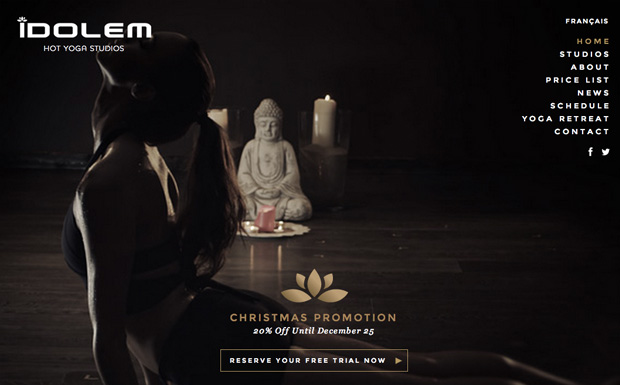 IDOLEM
HOT YOGA STUDIOS
FRANÇAIS
HOME
STUDIOS
ABOUT
PRICE LIST
NEWS
SCHEDULE
YOGA RETREAT
CONTACT
CHRISTMAS PROMOTION
20% Off Until December 25
RESERVE YOUR FREE TRIAL NOW